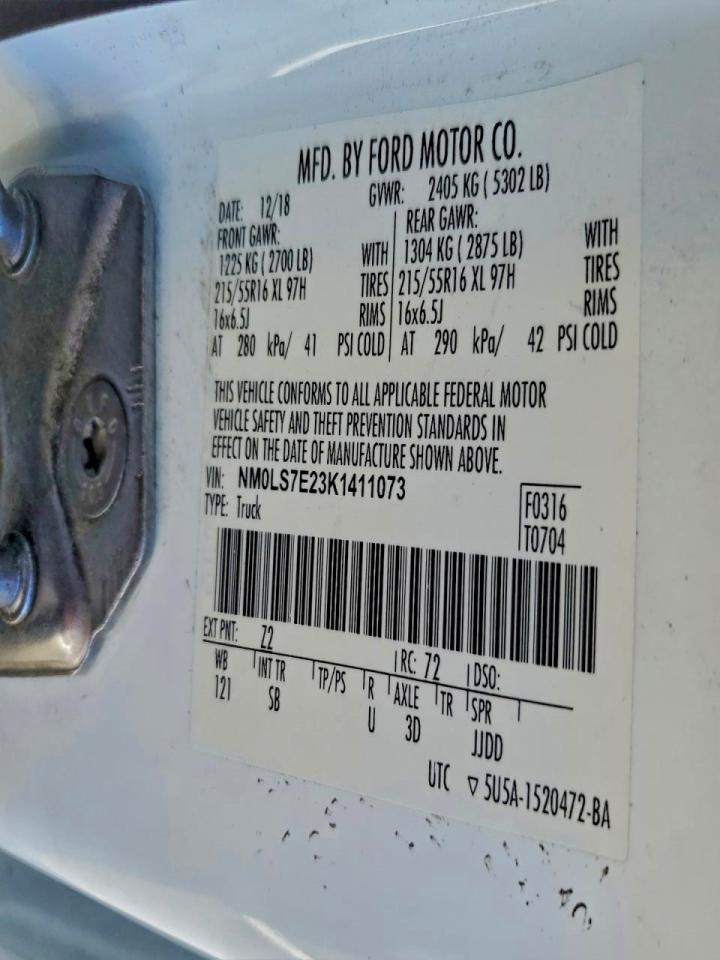 MFD. BY FORD MOTOR CO.
DATE: 12/18 GVWR: 2405 KG ( 5302 LB)
FRONT GAWR: REAR GAWR:
1225 KG ( 2700 LB) WITH 1304 KG ( 2875 LB) WITH
215/55R16 XL 97H TIRES 215/55R16 XL 97H TIRES
16x6.5J RIMS 16x6.5J RIMS
AT 280 kPa/ 41 PSI COLD AT 290 kPa/ 42 PSI COLD
THIS VEHICLE CONFORMS TO ALL APPLICABLE FEDERAL MOTOR
VEHICLE SAFETY AND THEFT PREVENTION STANDARDS IN
EFFECT ON THE DATE OF MANUFACTURE SHOWN ABOVE.
VIN: NM0LS7E23K1411073
TYPE: Truck
F0316
T0704
EXT PNT: Z2 RC: 72 DSO:
WB INT TR TP/PS R AXLE TR SPR
121 SB U 3D JJDD
UTC ▽ 5U5A-1520472-BA